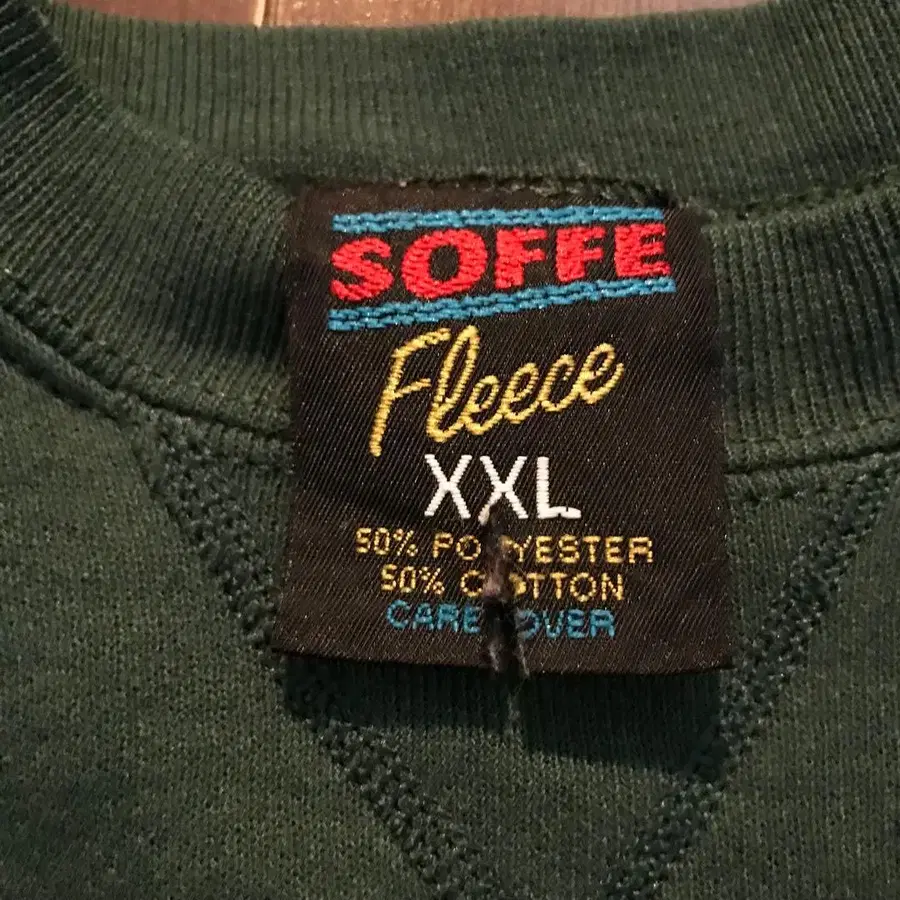 SOFFE
Fleece
XXL
50% POLYESTER
50% COTTON
CARE OVER